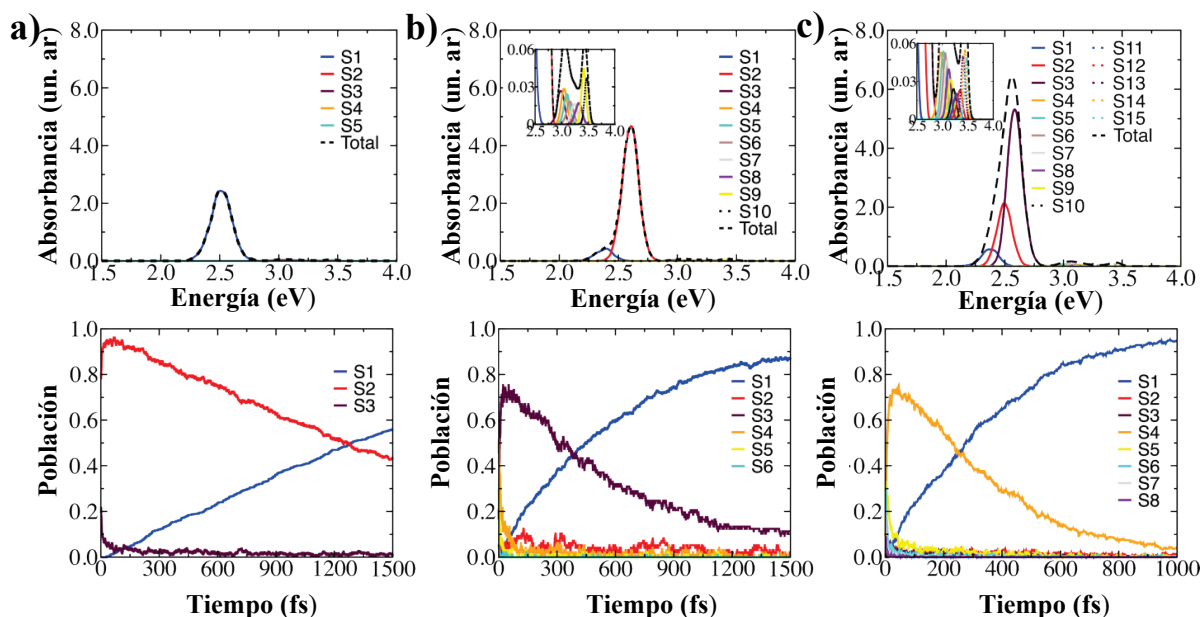 a)
Absorbancia (un. ar)
8.0
6.0
4.0
2.0
0.0
1.5 2.0 2.5 3.0 3.5 4.0
Energía (eV)
S1
S2
S3
S4
S5
Total
b)
Absorbancia (un. ar)
8.0
6.0
4.0
2.0
0.0
1.5 2.0 2.5 3.0 3.5 4.0
Energía (eV)
0.06
0.03
0
2.5 3.0 3.5 4.0
S1
S2
S3
S4
S5
S6
S7
S8
S9
S10
Total
c)
Absorbancia (un. ar)
8.0
6.0
4.0
2.0
0.0
1.5 2.0 2.5 3.0 3.5 4.0
Energía (eV)
0.06
0.03
0
2.5 3.0 3.5 4.0
S1
S2
S3
S4
S5
S6
S7
S8
S9
S10
S11
S12
S13
S14
S15
Total
Población
1.0
0.8
0.6
0.4
0.2
0.0
0 300 600 900 1200 1500
Tiempo (fs)
S1
S2
S3
Población
1.0
0.8
0.6
0.4
0.2
0.0
0 300 600 900 1200 1500
Tiempo (fs)
S1
S2
S3
S4
S5
S6
Población
1.0
0.8
0.6
0.4
0.2
0.0
0 200 400 600 800 1000
Tiempo (fs)
S1
S2
S3
S4
S5
S6
S7
S8